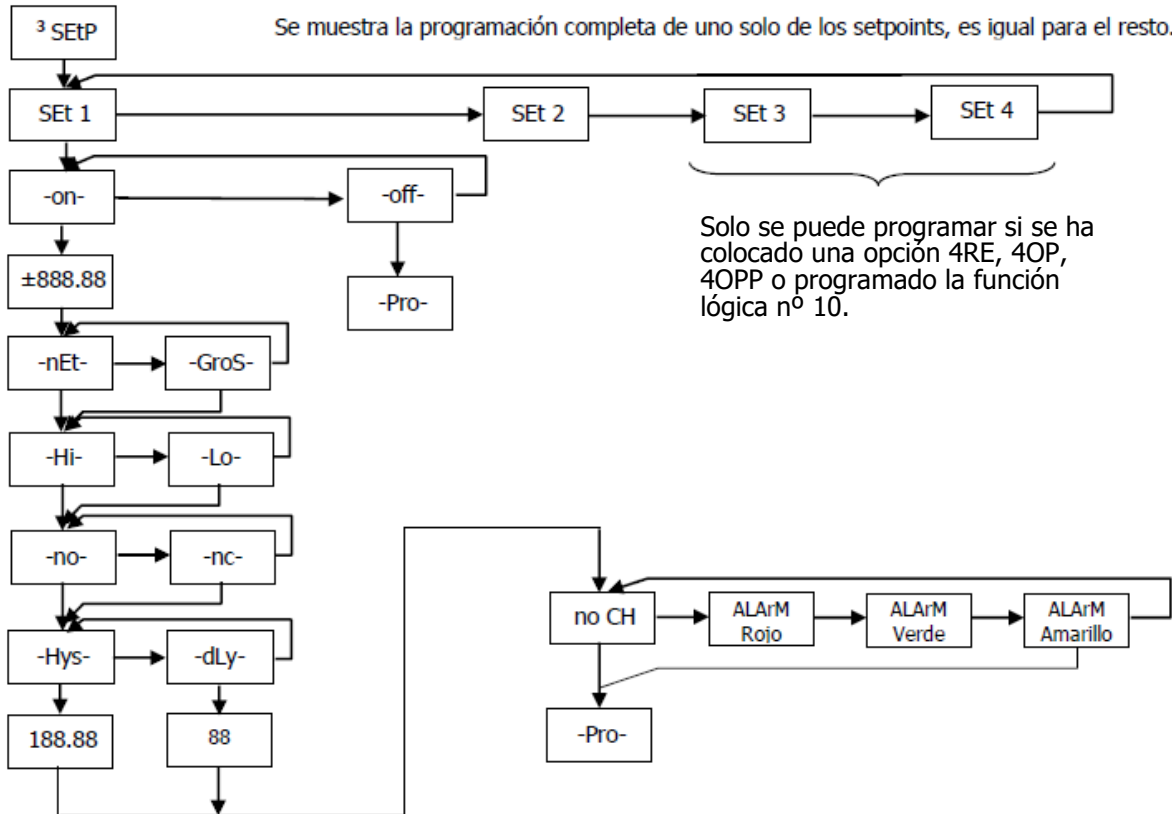 ³ SEtP
Se muestra la programación completa de uno solo de los setpoints, es igual para el resto.
SEt 1
SEt 2
SEt 3
SEt 4
-on-
-off-
Solo se puede programar si se ha
colocado una opción 4RE, 4OP,
4OPP o programado la función
lógica nº 10.
±888.88
-Pro-
-nEt-
-GroS-
-Hi-
-Lo-
-no-
-nc-
no CH
ALArM
Rojo
ALArM
Verde
ALArM
Amarillo
-Hys-
-dLy-
188.88
88
-Pro-